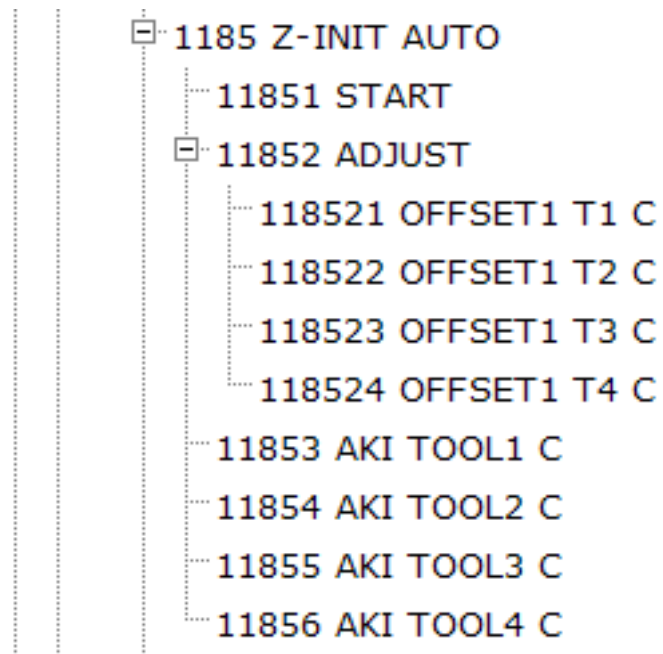 1185 Z-INIT AUTO
11851 START
11852 ADJUST
118521 OFFSET1 T1 C
118522 OFFSET1 T2 C
118523 OFFSET1 T3 C
118524 OFFSET1 T4 C
11853 AKI TOOL1 C
11854 AKI TOOL2 C
11855 AKI TOOL3 C
11856 AKI TOOL4 C